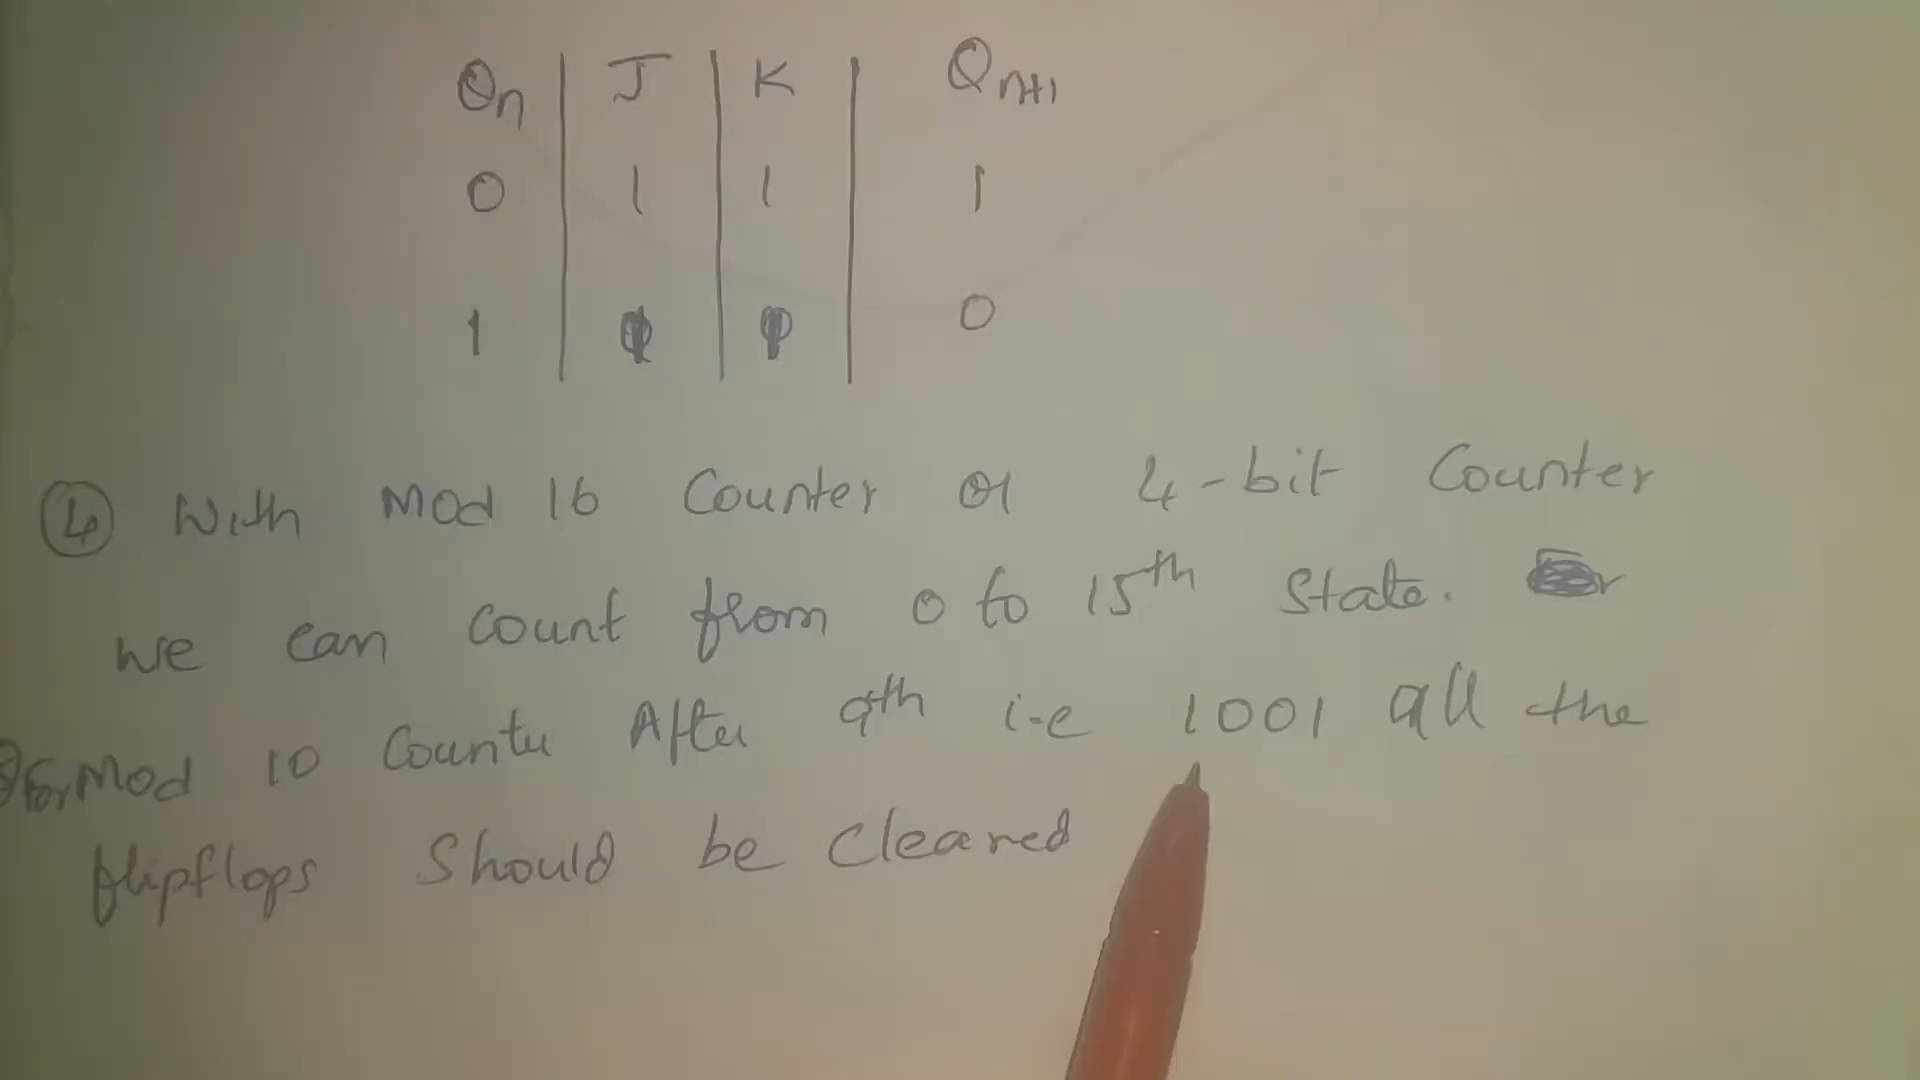 Qn J K Qn+1
0 1 1 1
1 1 1 0
④ With Mod 16 Counter or 4-bit Counter
we can count from 0 to 15th State.
For Mod 10 Counter After 9th i.e 1001 all the
flipflops Should be Cleared